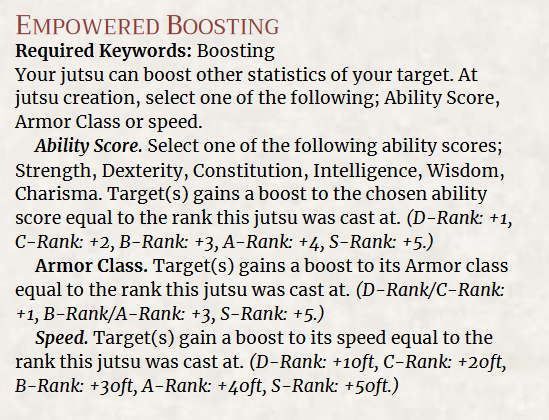 EMPOWERED BOOSTING
Required Keywords: Boosting
Your jutsu can boost other statistics of your target. At
jutsu creation, select one of the following; Ability Score,
Armor Class or speed.
Ability Score. Select one of the following ability scores;
Strength, Dexterity, Constitution, Intelligence, Wisdom,
Charisma. Target(s) gains a boost to the chosen ability
score equal to the rank this jutsu was cast at. (D-Rank: +1,
C-Rank: +2, B-Rank: +3, A-Rank: +4, S-Rank: +5.)
Armor Class. Target(s) gains a boost to its Armor class
equal to the rank this jutsu was cast at. (D-Rank/C-Rank:
+1, B-Rank/A-Rank: +3, S-Rank: +5.)
Speed. Target(s) gain a boost to its speed equal to the
rank this jutsu was cast at. (D-Rank: +10ft, C-Rank: +20ft,
B-Rank: +30ft, A-Rank: +40ft, S-Rank: +50ft.)